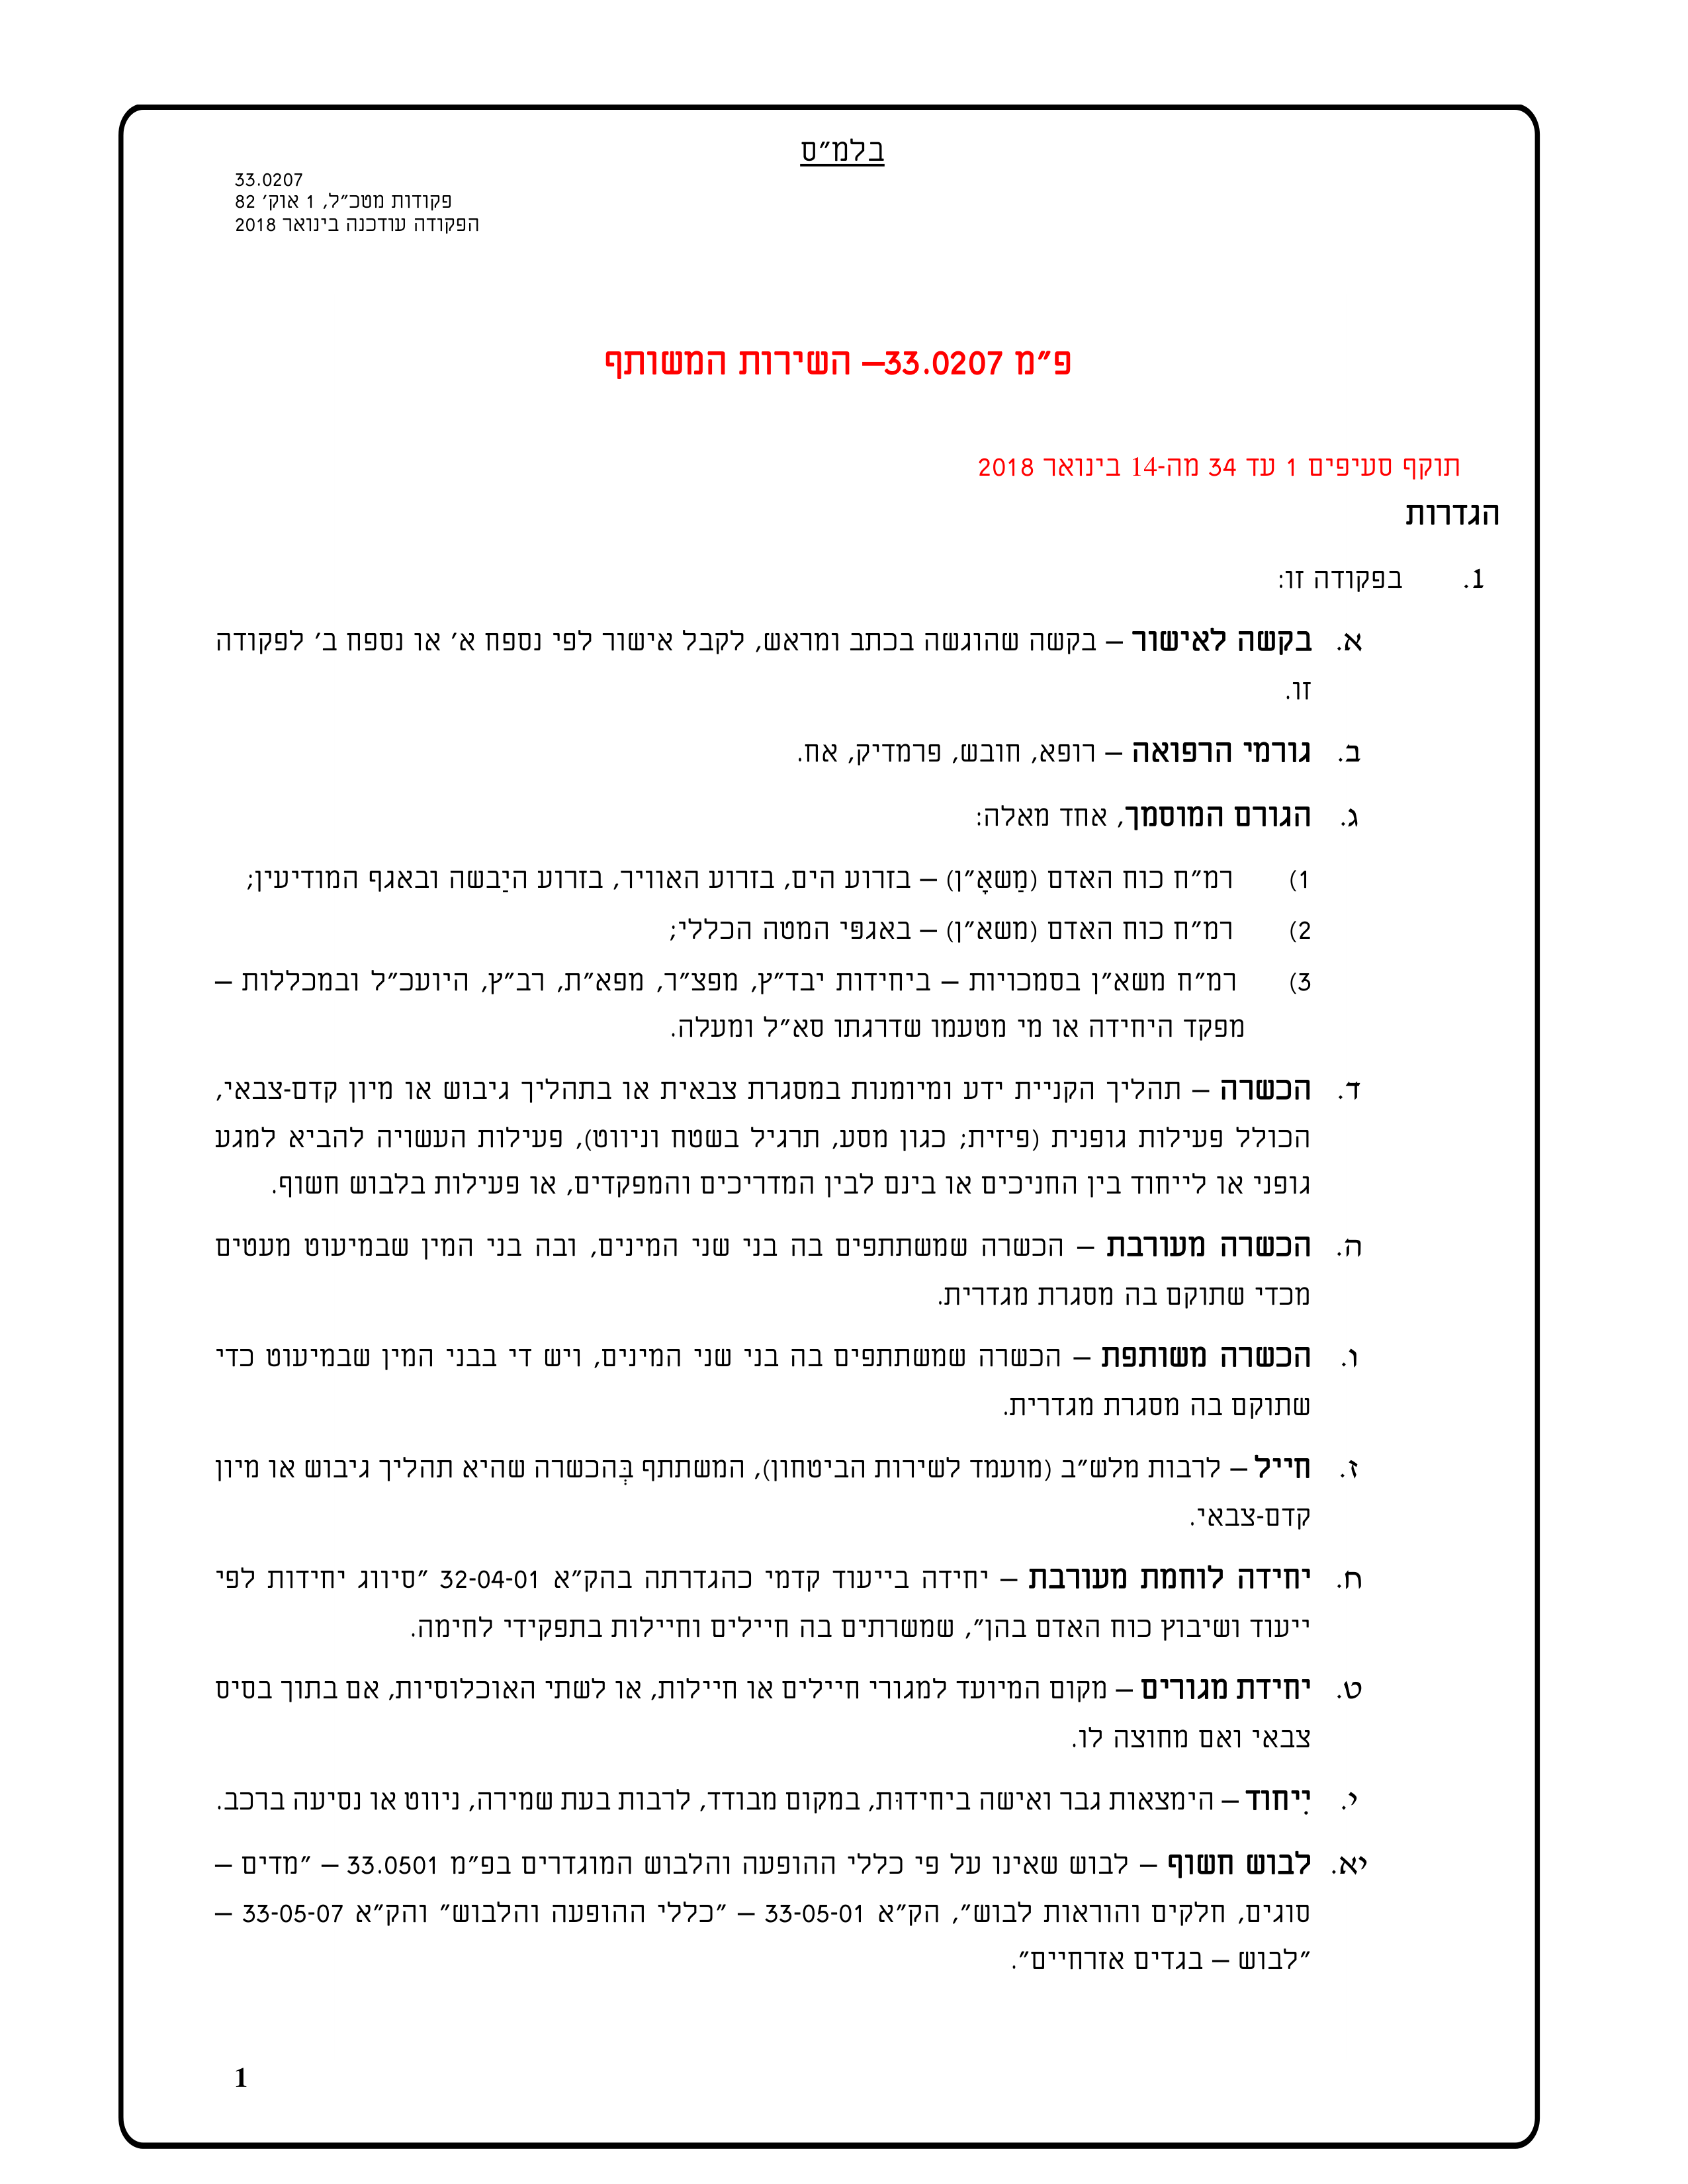 בלמ"ס
33.0207
פקודות מטכ"ל, 1 אוק' 82
הפקודה עודכנה בינואר 2018
פ"מ 33.0207– השירות המשותף
תוקף סעיפים 1 עד 34 מה-14 בינואר 2018
הגדרות
1. בפקודה זו:
א. בקשה לאישור – בקשה שהוגשה בכתב ומראש, לקבל אישור לפי נספח א' או נספח ב' לפקודה
זו.
ב. גורמי הרפואה – רופא, חובש, פרמדיק, אח.
ג. הגורם המוסמך, אחד מאלה:
1) רמ"ח כוח האדם (מַשאָ"ן) – בזרוע הים, בזרוע האוויר, בזרוע היַבשה ובאגף המודיעין;
2) רמ"ח כוח האדם (משא"ן) – באגפי המטה הכללי;
3) רמ"ח משא"ן בסמכויות – ביחידות יבד"ץ, מפצ"ר, מפא"ת, רב"ץ, היועכ"ל ובמכללות –
מפקד היחידה או מי מטעמו שדרגתו סא"ל ומעלה.
ד. הכשרה – תהליך הקניית ידע ומיומנות במסגרת צבאית או בתהליך גיבוש או מיון קדם-צבאי,
הכולל פעילות גופנית (פיזית; כגון מסע, תרגיל בשטח וניווט), פעילות העשויה להביא למגע
גופני או לייחוד בין החניכים או בינם לבין המדריכים והמפקדים, או פעילות בלבוש חשוף.
ה. הכשרה מעורבת – הכשרה שמשתתפים בה בני שני המינים, ובה בני המין שבמיעוט מעטים
מכדי שתוקם בה מסגרת מגדרית.
ו. הכשרה משותפת – הכשרה שמשתתפים בה בני שני המינים, ויש די בבני המין שבמיעוט כדי
שתוקם בה מסגרת מגדרית.
ז. חייל – לרבות מלש"ב (מועמד לשירות הביטחון), המשתתף בְּהכשרה שהיא תהליך גיבוש או מיון
קדם-צבאי.
ח. יחידה לוחמת מעורבת – יחידה בייעוד קדמי כהגדרתה בהק"א 32-04-01 "סיווג יחידות לפי
ייעוד ושיבוץ כוח האדם בהן", שמשרתים בה חיילים וחיילות בתפקידי לחימה.
ט. יחידת מגורים – מקום המיועד למגורי חיילים או חיילות, או לשתי האוכלוסיות, אם בתוך בסיס
צבאי ואם מחוצה לו.
י. יִיחוד – הימצאות גבר ואישה ביחידוּת, במקום מבודד, לרבות בעת שמירה, ניווט או נסיעה ברכב.
יא. לבוש חשוף – לבוש שאינו על פי כללי ההופעה והלבוש המוגדרים בפ"מ 33.0501 – "מדים –
סוגים, חלקים והוראות לבוש", הק"א 33-05-01 – "כללי ההופעה והלבוש" והק"א 33-05-07 –
"לבוש – בגדים אזרחיים".
1